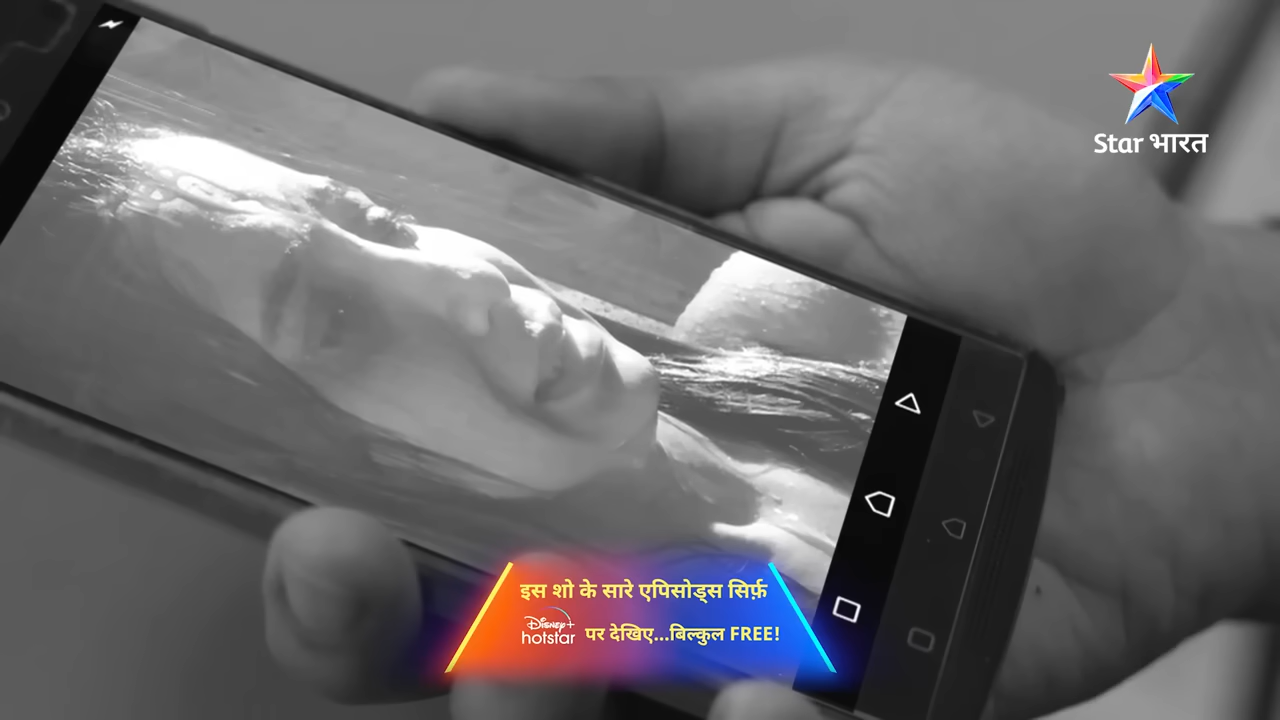 Star भारत
इस शो के सारे एपिसोड्स सिर्फ़
Disney+ hotstar पर देखिए...बिल्कुल FREE!